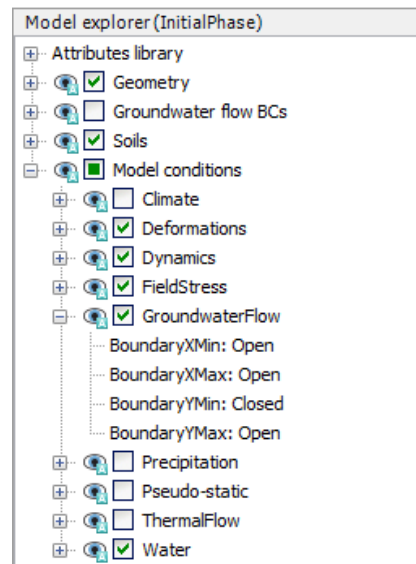 Model explorer (InitialPhase)
Attributes library
Geometry
Groundwater flow BCs
Soils
Model conditions
Climate
Deformations
Dynamics
FieldStress
GroundwaterFlow
BoundaryXMin: Open
BoundaryXMax: Open
BoundaryYMin: Closed
BoundaryYMax: Open
Precipitation
Pseudo-static
ThermalFlow
Water